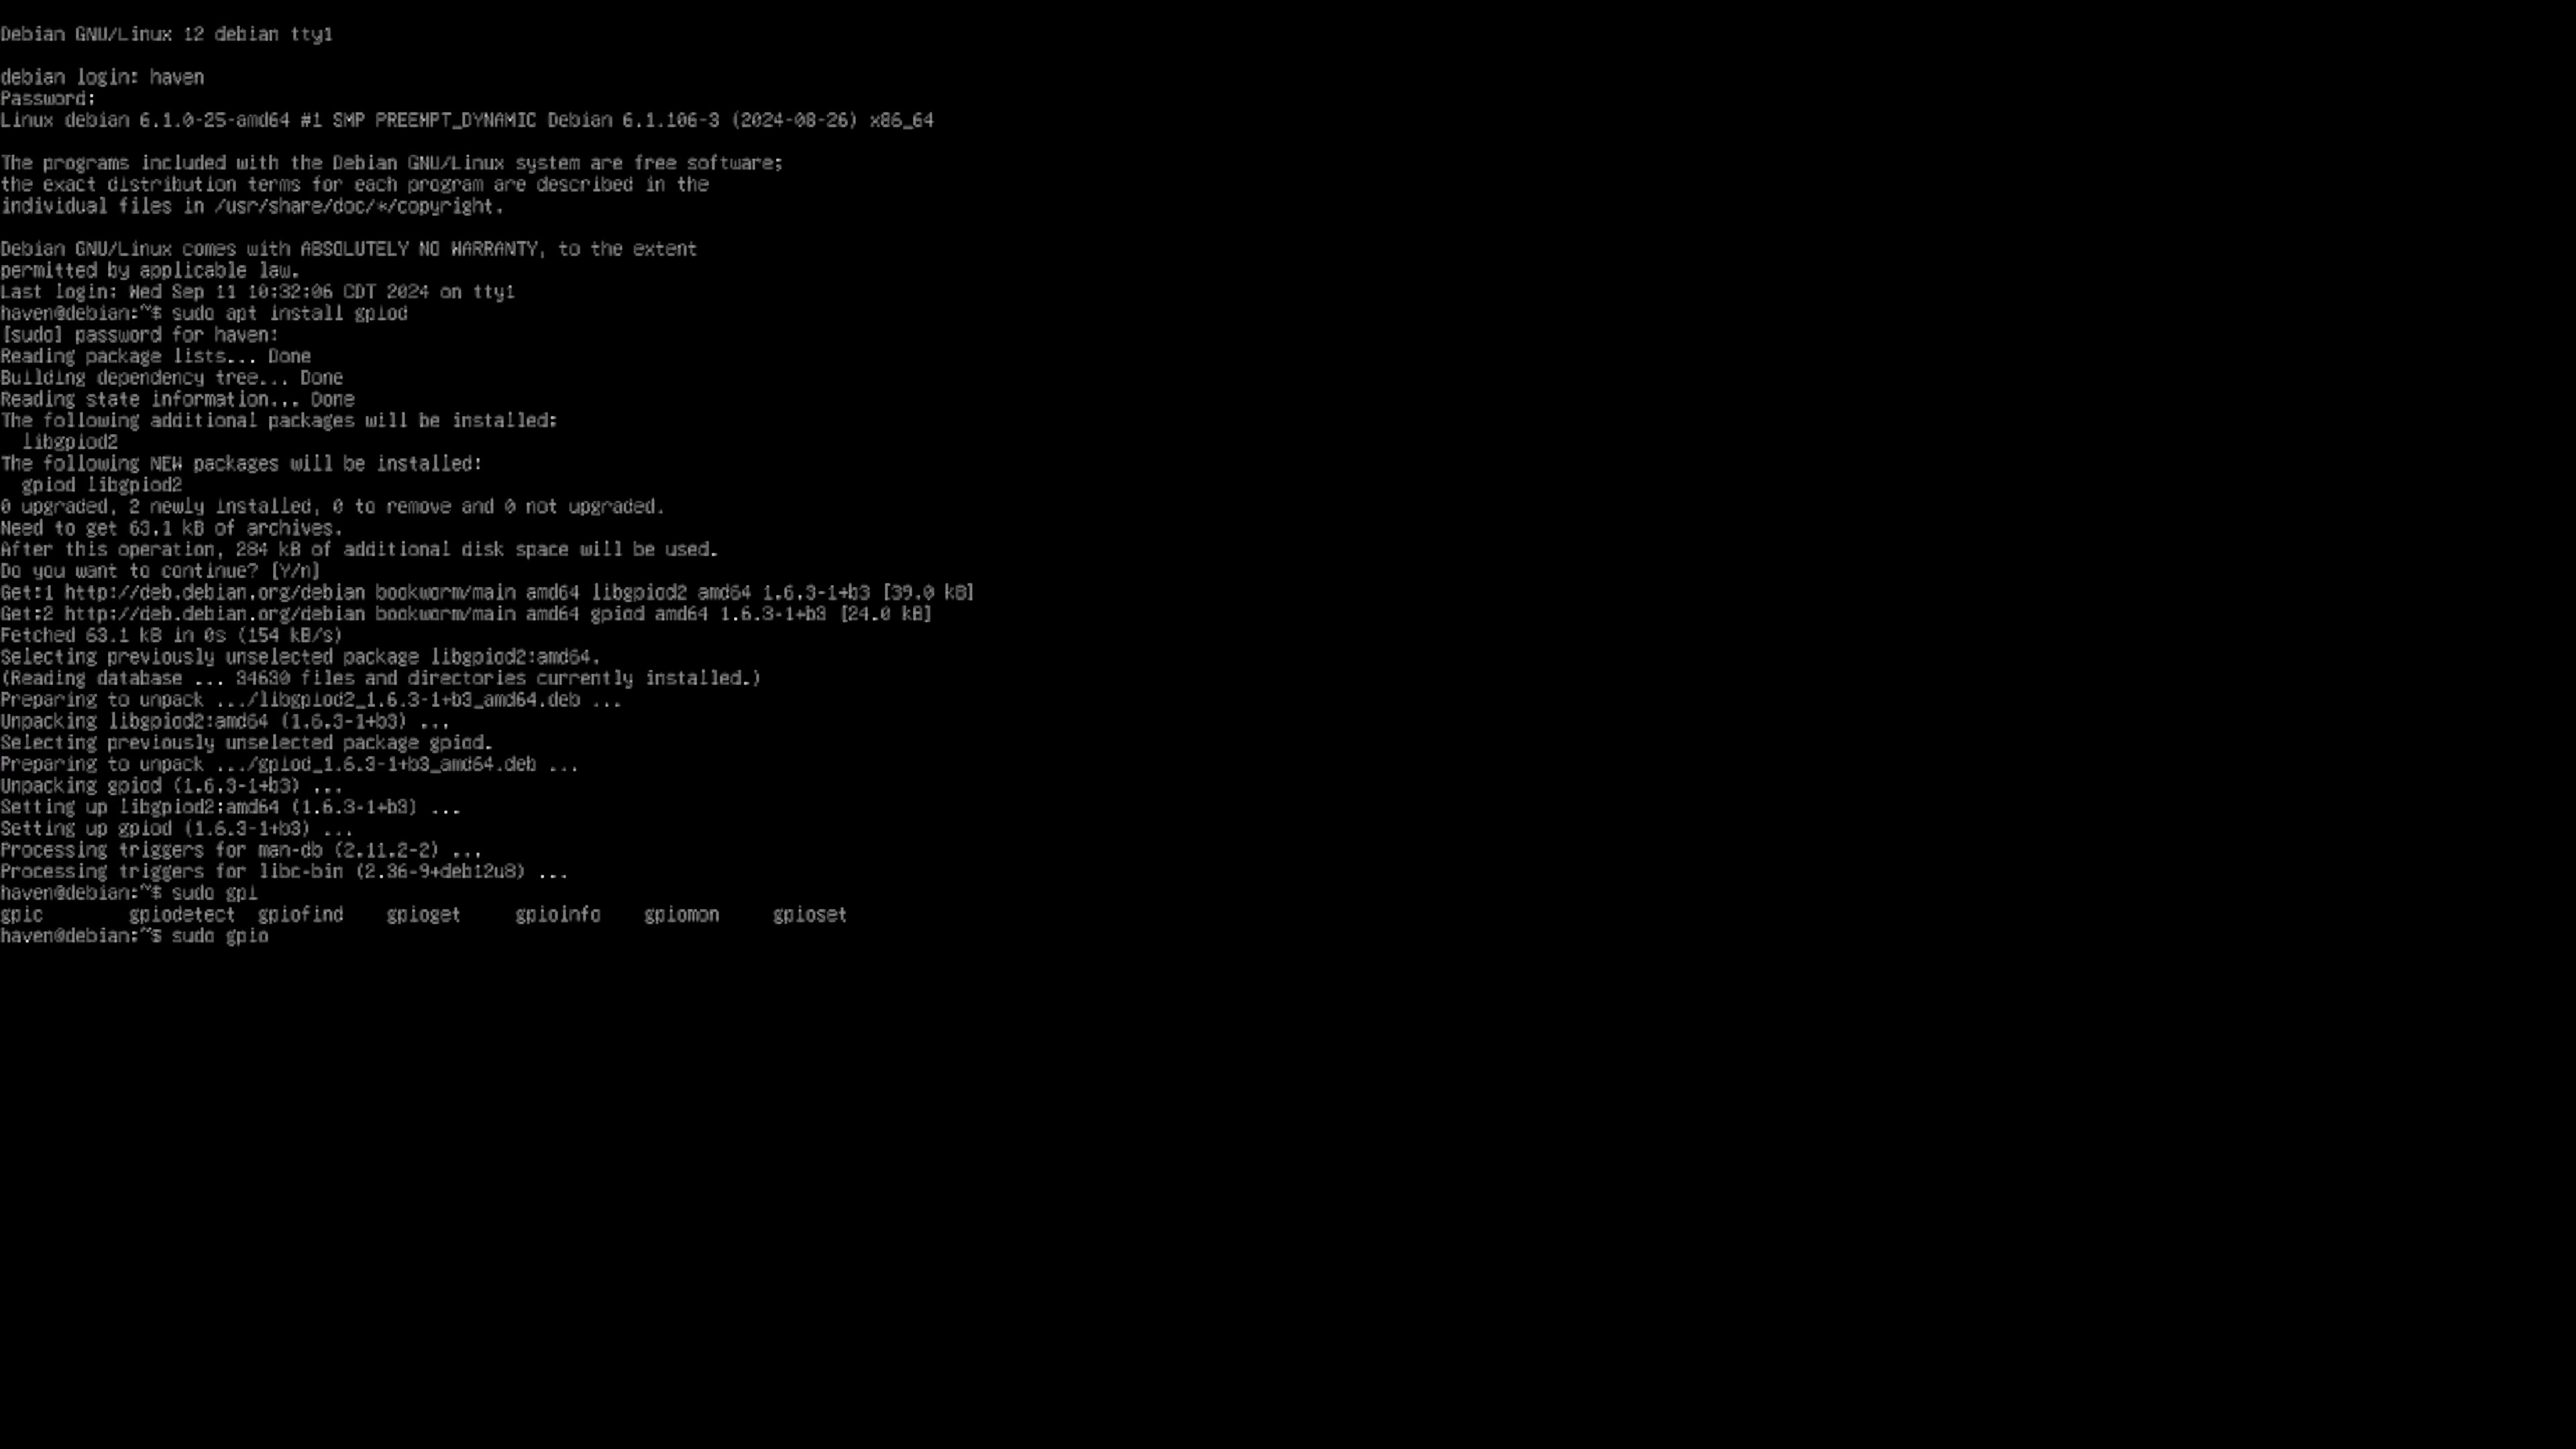 Debian GNU/Linux 12 debian tty1
debian login: haven
Password:
Linux debian 6.1.0-25-amd64 #1 SMP PREEMPT_DYNAMIC Debian 6.1.106-3 (2024-08-26) x86_64
The programs included with the Debian GNU/Linux system are free software;
the exact distribution terms for each program are described in the
individual files in /usr/share/doc/*/copyright.
Debian GNU/Linux comes with ABSOLUTELY NO WARRANTY, to the extent
permitted by applicable law.
Last login: Wed Sep 11 10:32:06 CDT 2024 on tty1
haven@debian:~$ sudo apt install gpiod
[sudo] password for haven:
Reading package lists... Done
Building dependency tree... Done
Reading state information... Done
The following additional packages will be installed:
  libgpiod2
The following NEW packages will be installed:
  gpiod libgpiod2
0 upgraded, 2 newly installed, 0 to remove and 0 not upgraded.
Need to get 63.1 kB of archives.
After this operation, 284 kB of additional disk space will be used.
Do you want to continue? [Y/n]
Get:1 http://deb.debian.org/debian bookworm/main amd64 libgpiod2 amd64 1.6.3-1+b3 [39.0 kB]
Get:2 http://deb.debian.org/debian bookworm/main amd64 gpiod amd64 1.6.3-1+b3 [24.0 kB]
Fetched 63.1 kB in 0s (154 kB/s)
Selecting previously unselected package libgpiod2:amd64.
(Reading database ... 34630 files and directories currently installed.)
Preparing to unpack .../libgpiod2_1.6.3-1+b3_amd64.deb ...
Unpacking libgpiod2:amd64 (1.6.3-1+b3) ...
Selecting previously unselected package gpiod.
Preparing to unpack .../gpiod_1.6.3-1+b3_amd64.deb ...
Unpacking gpiod (1.6.3-1+b3) ...
Setting up libgpiod2:amd64 (1.6.3-1+b3) ...
Setting up gpiod (1.6.3-1+b3) ...
Processing triggers for man-db (2.11.2-2) ...
Processing triggers for libc-bin (2.36-9+deb12u8) ...
haven@debian:~$ sudo gpi
gpic        gpiodetect  gpiofind    gpioget     gpioinfo    gpiomon     gpioset
haven@debian:~$ sudo gpio